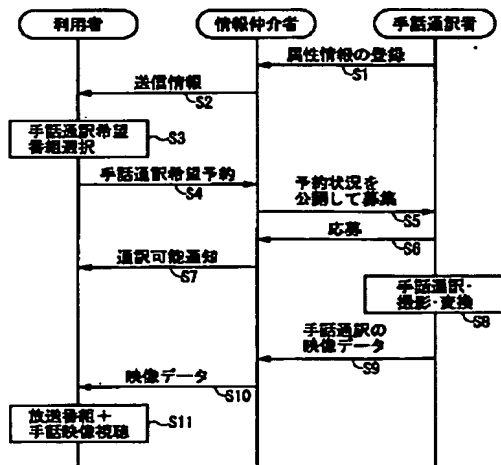 利用者
情報仲介者
手話通訳者
属性情報の登録
S1
送信情報
S2
手話通訳希望
番組選択
S3
手話通訳希望予約
S4
予約状況を
公開して募集
S5
応募
S6
通訳可能通知
S7
手話通訳・
撮影・変換
S8
手話通訳の
映像データ
S9
映像データ
S10
放送番組＋
手話映像視聴
S11